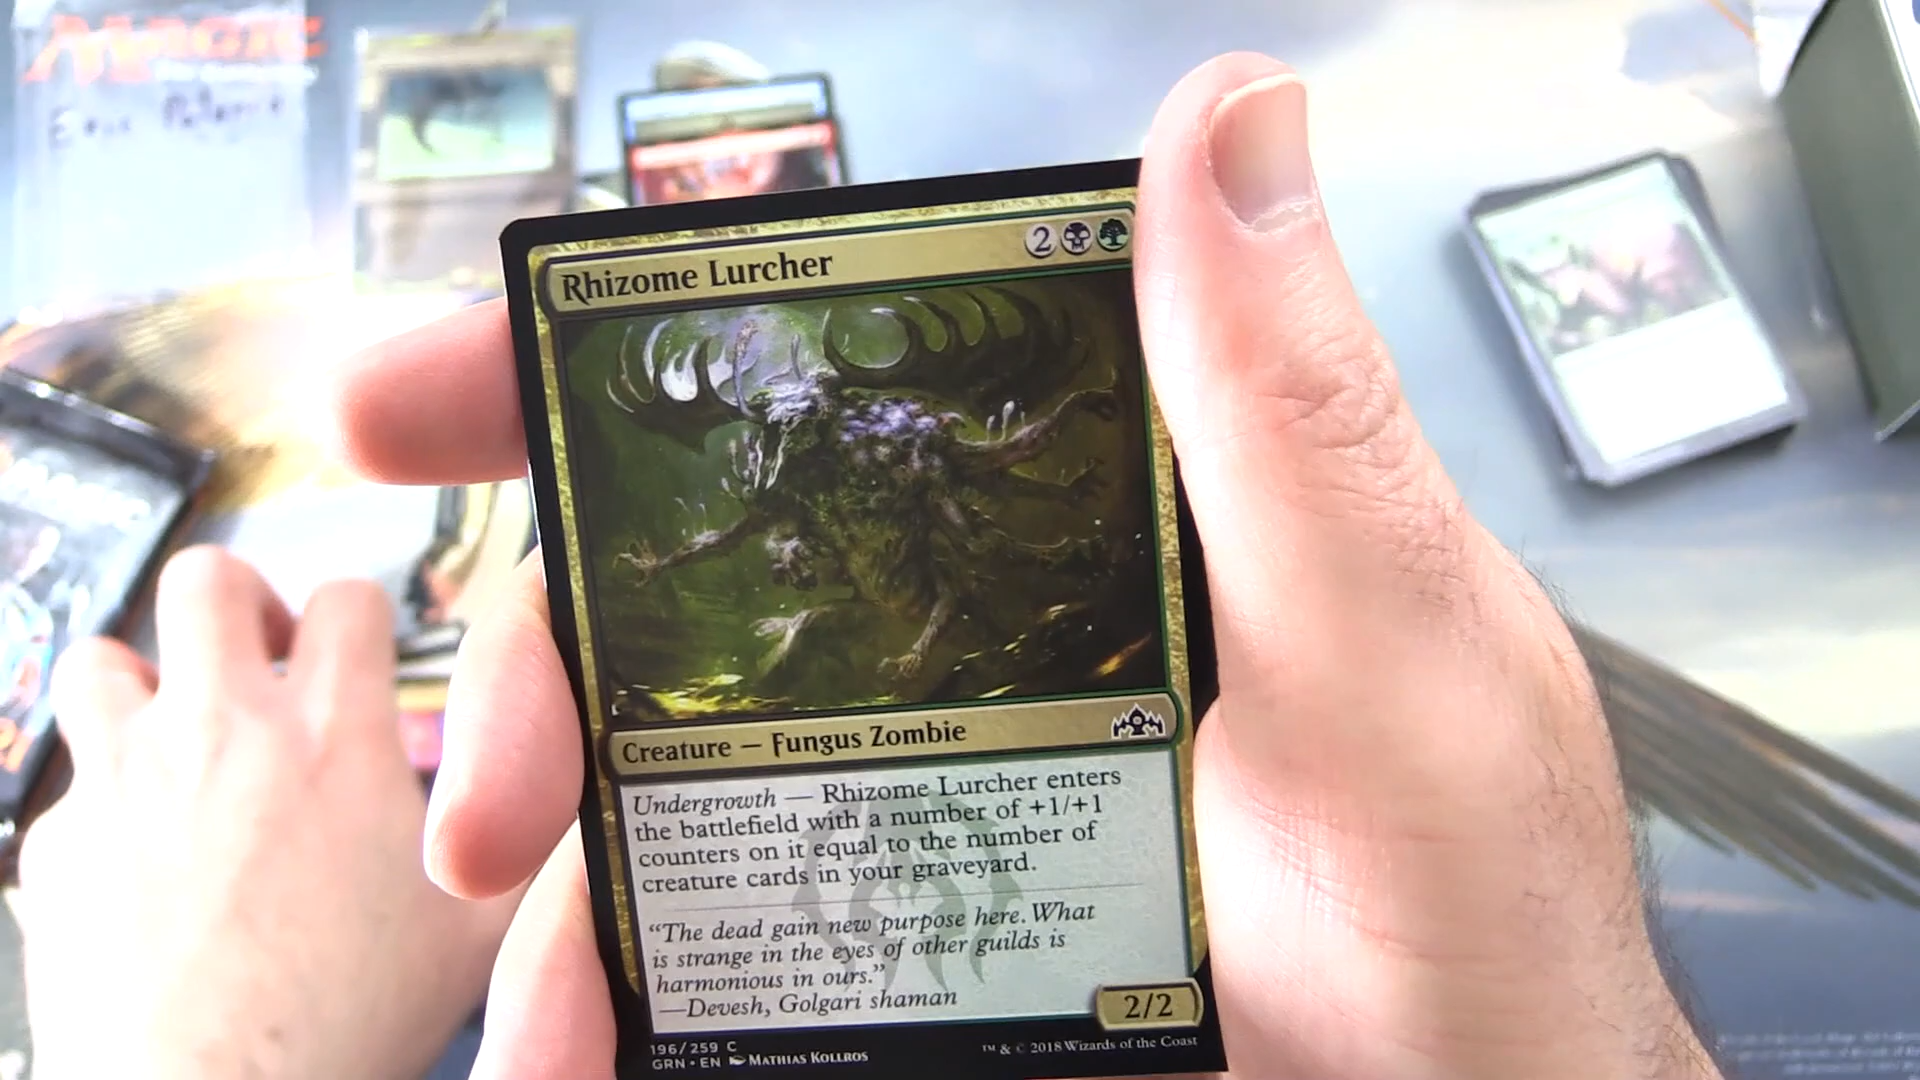 MAGIC
Rhizome Lurcher
2
Creature — Fungus Zombie
Undergrowth — Rhizome Lurcher enters
the battlefield with a number of +1/+1
counters on it equal to the number of
creature cards in your graveyard.
“The dead gain new purpose here. What
is strange in the eyes of other guilds is
harmonious in ours.”
—Devesh, Golgari shaman
2/2
196/259 C
GRN • EN Mathias Kollros
™ & © 2018 Wizards of the Coast